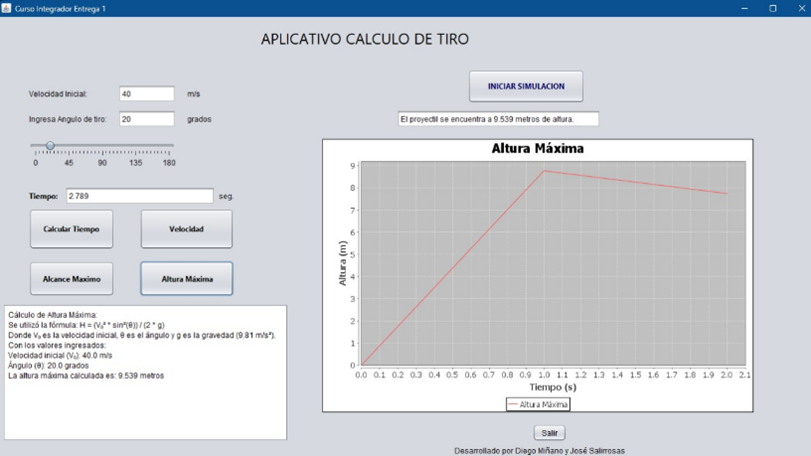 Curso Integrador Entrega 1
APLICATIVO CALCULO DE TIRO
Velocidad Inicial: 40 m/s
Ingresa Angulo de tiro: 20 grados
0 45 90 135 180
Tiempo: 2.789 seg.
Calcular Tiempo Velocidad
Alcance Maximo Altura Máxima
Cálculo de Altura Máxima:
Se utilizó la fórmula: H = (V₀² * sin²(θ)) / (2 * g)
Donde V₀ es la velocidad inicial, θ es el ángulo y g es la gravedad (9.81 m/s²).
Con los valores ingresados:
Velocidad inicial (V₀): 40.0 m/s
Ángulo (θ): 20.0 grados
La altura máxima calculada es: 9.539 metros
INICIAR SIMULACION
El proyectil se encuentra a 9.539 metros de altura.
Altura Máxima
Altura (m)
9
8
7
6
5
4
3
2
1
0
0.0 0.1 0.2 0.3 0.4 0.5 0.6 0.7 0.8 0.9 1.0 1.1 1.2 1.3 1.4 1.5 1.6 1.7 1.8 1.9 2.0 2.1
Tiempo (s)
Altura Máxima
Salir
Desarrollado por Diego Miñano y José Salirrosas